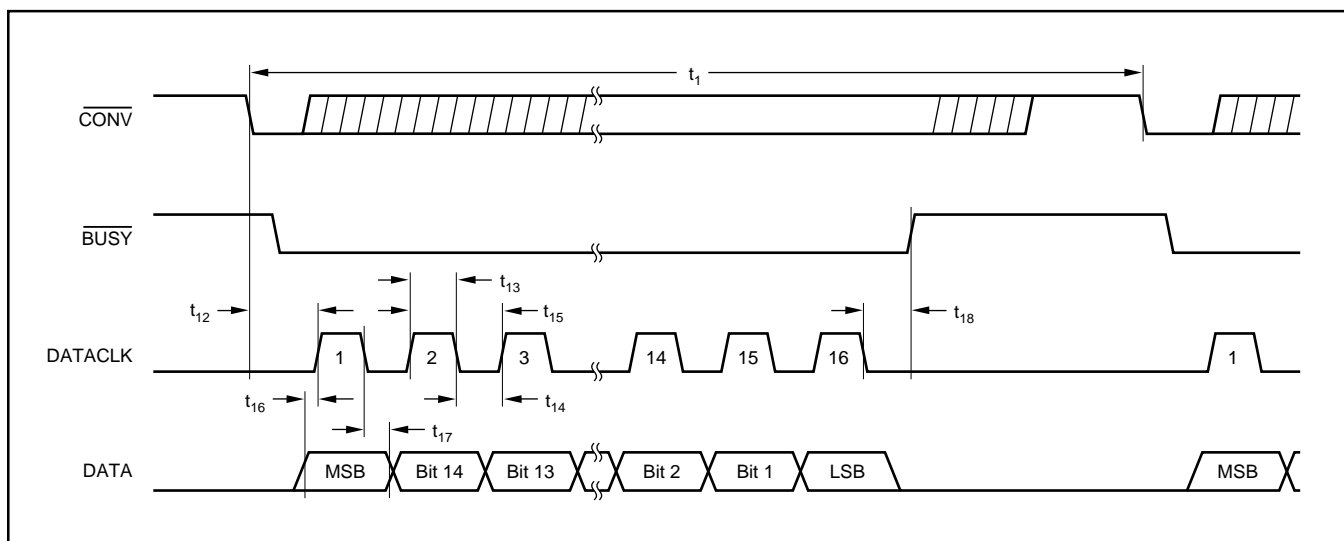 t1
CONV
BUSY
t13
t12
t15
t18
DATACLK
1 2 3 14 15 16 1
t16
t14
t17
DATA
MSB Bit 14 Bit 13 Bit 2 Bit 1 LSB MSB